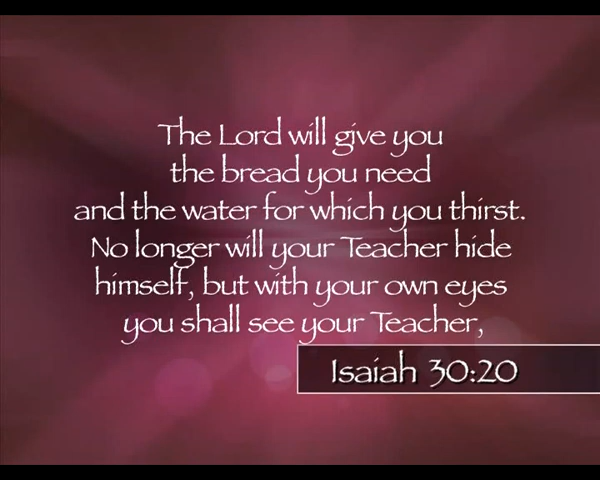 The Lord will give you
the bread you need
and the water for which you thirst.
No longer will your Teacher hide
himself, but with your own eyes
you shall see your Teacher,
Isaiah 30:20